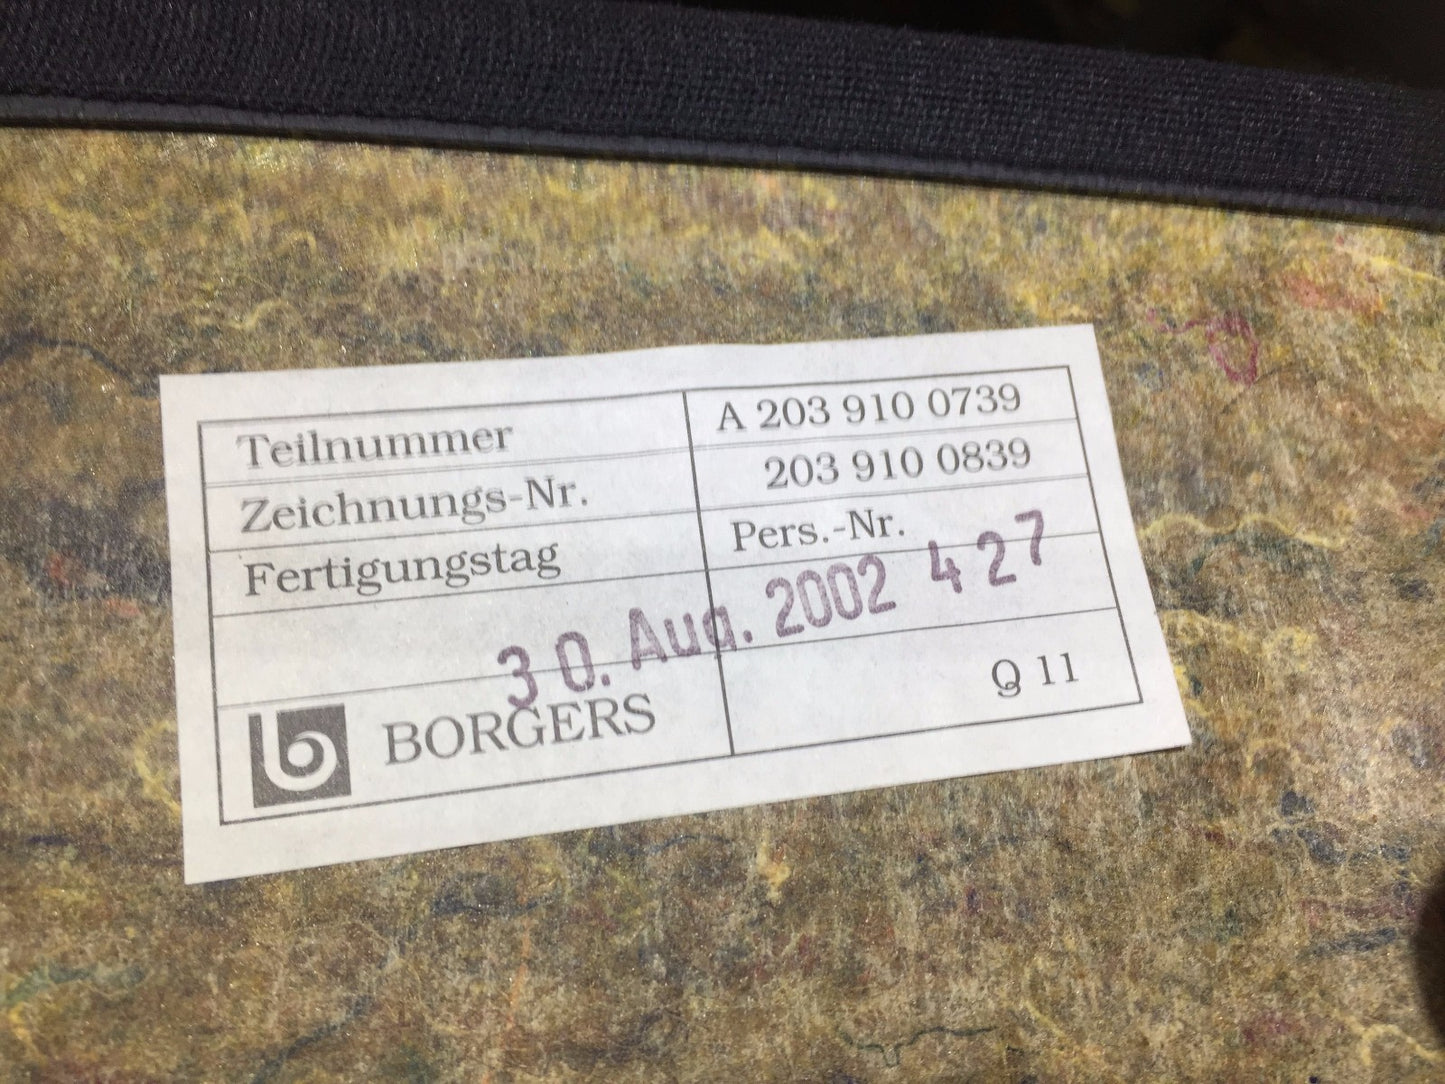 Teilnummer A 203 910 0739
Zeichnungs-Nr. 203 910 0839
Fertigungstag Pers.-Nr.
30. Aug. 2002 427
b BORGERS Q 11